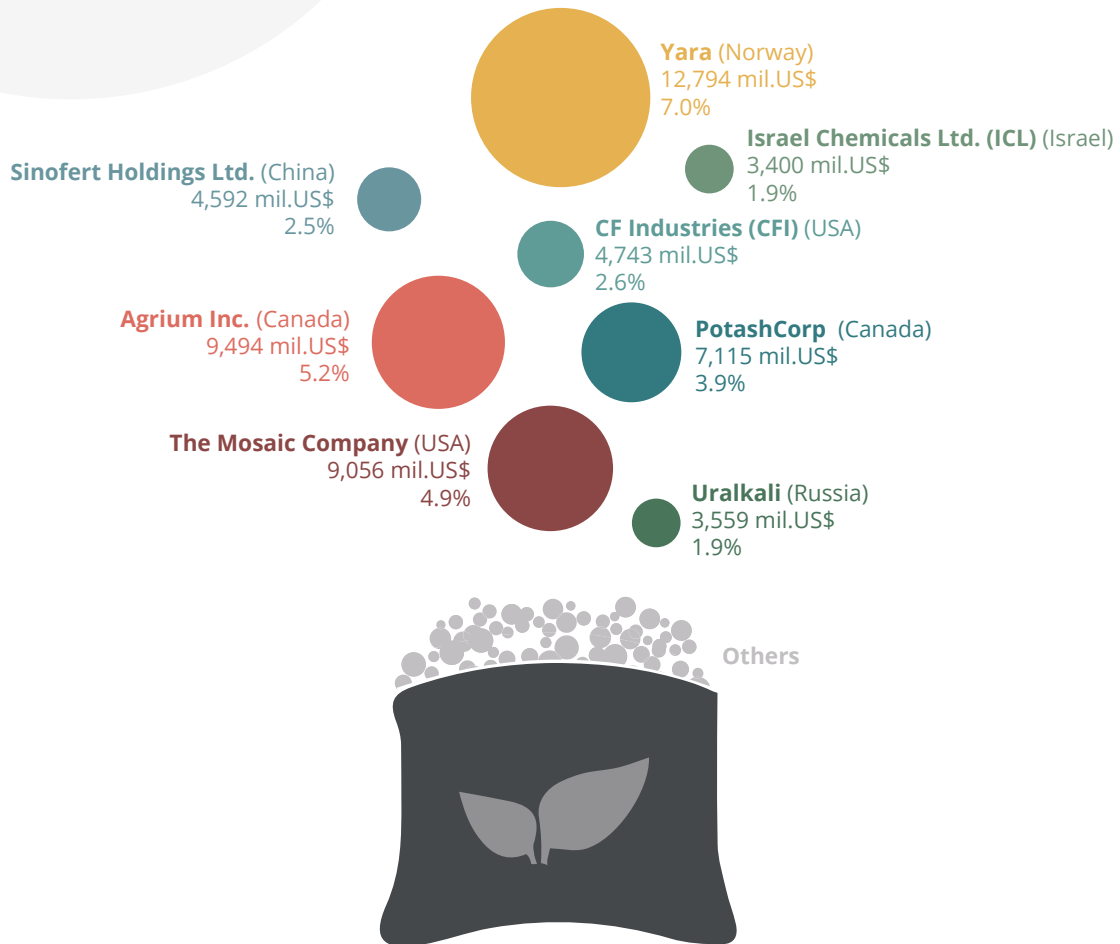 Yara (Norway)
12,794 mil.US$
7.0%
Israel Chemicals Ltd. (ICL) (Israel)
3,400 mil.US$
1.9%
Sinofert Holdings Ltd. (China)
4,592 mil.US$
2.5%
CF Industries (CFI) (USA)
4,743 mil.US$
2.6%
Agrium Inc. (Canada)
9,494 mil.US$
5.2%
PotashCorp (Canada)
7,115 mil.US$
3.9%
The Mosaic Company (USA)
9,056 mil.US$
4.9%
Uralkali (Russia)
3,559 mil.US$
1.9%
Others